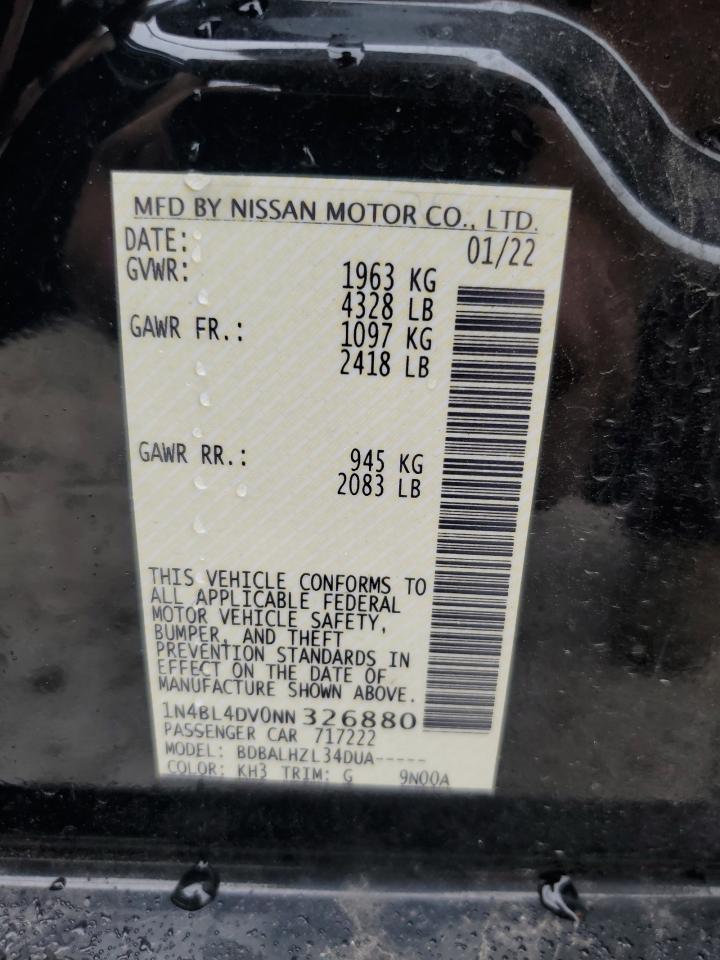 MFD BY NISSAN MOTOR CO., LTD.
DATE: 01/22
GVWR: 1963 KG
4328 LB
GAWR FR.: 1097 KG
2418 LB
GAWR RR.: 945 KG
2083 LB
THIS VEHICLE CONFORMS TO
ALL APPLICABLE FEDERAL
MOTOR VEHICLE SAFETY,
BUMPER, AND THEFT
PREVENTION STANDARDS IN
EFFECT ON THE DATE OF
MANUFACTURE SHOWN ABOVE.
1N4BL4DV0NN326880
PASSENGER CAR 717222
MODEL: BDBALHZL34DUA-----
COLOR: KH3 TRIM: G 9N00A